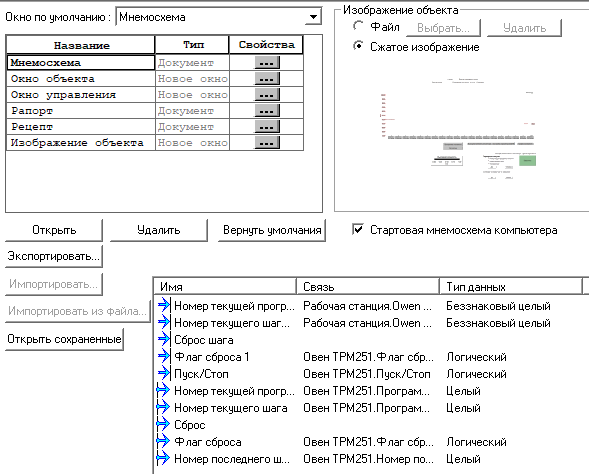 Окно по умолчанию : Мнемосхема
Изображение объекта
Файл Выбрать... Удалить
Сжатое изображение
Название Тип Свойства
Мнемосхема Документ ...
Окно объекта Новое окно ...
Окно управления Новое окно ...
Рапорт Документ ...
Рецепт Документ ...
Изображение объекта Новое окно ...
Открыть Удалить Вернуть умолчания
Стартовая мнемосхема компьютера
Экспортировать...
Импортировать...
Импортировать из файла...
Открыть сохраненные
Имя Связь Тип данных
Номер текущей прогр... Рабочая станция.Owen ... Беззнаковый целый
Номер текущего шаг... Рабочая станция.Owen ... Беззнаковый целый
Сброс шага
Флаг сброса 1 Овен ТРМ251.Флаг сбр... Логический
Пуск/Стоп Овен ТРМ251.Пуск/Стоп Логический
Номер текущей прогр... Овен ТРМ251.Програм... Целый
Номер текущего шага Овен ТРМ251.Програм... Целый
Сброс
Флаг сброса Овен ТРМ251.Флаг сбр... Логический
Номер последнего ш... Овен ТРМ251.Номер по... Целый